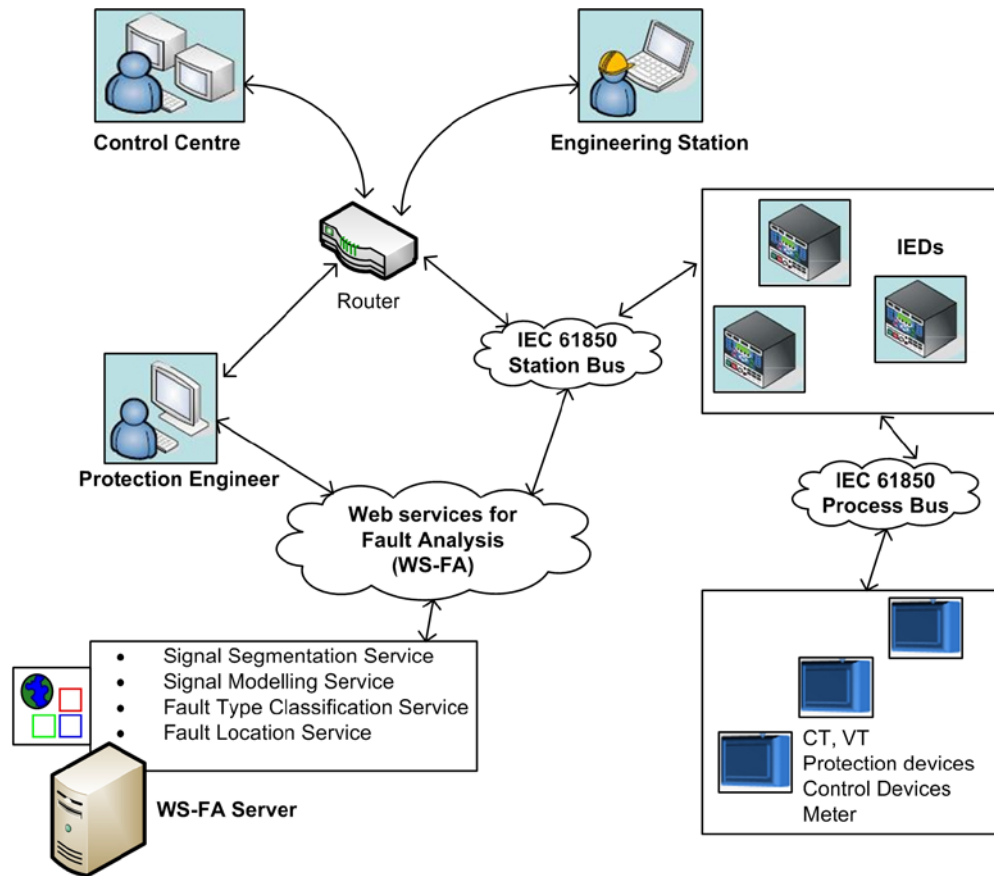 Control Centre
Engineering Station
IEDs
Router
IEC 61850
Station Bus
Protection Engineer
IEC 61850
Process Bus
Web services for
Fault Analysis
(WS-FA)
• Signal Segmentation Service
• Signal Modelling Service
• Fault Type Classification Service
• Fault Location Service
WS-FA Server
CT, VT
Protection devices
Control Devices
Meter